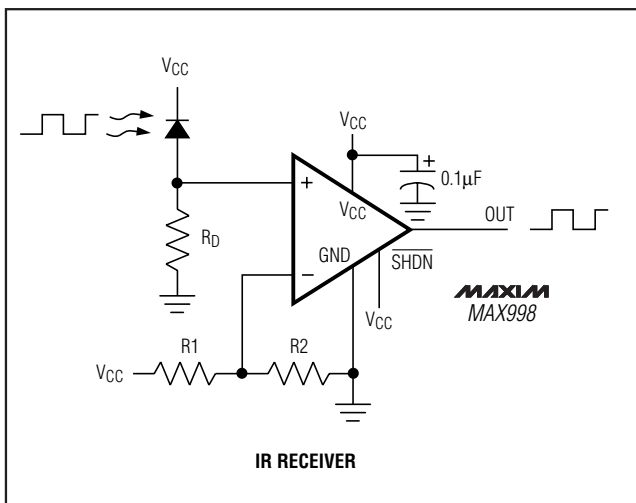 VCC
VCC
+
+
0.1µF
VCC
OUT
RD
GND
SHDN
−
MAXIM
MAX998
VCC
R1
R2
VCC
IR RECEIVER